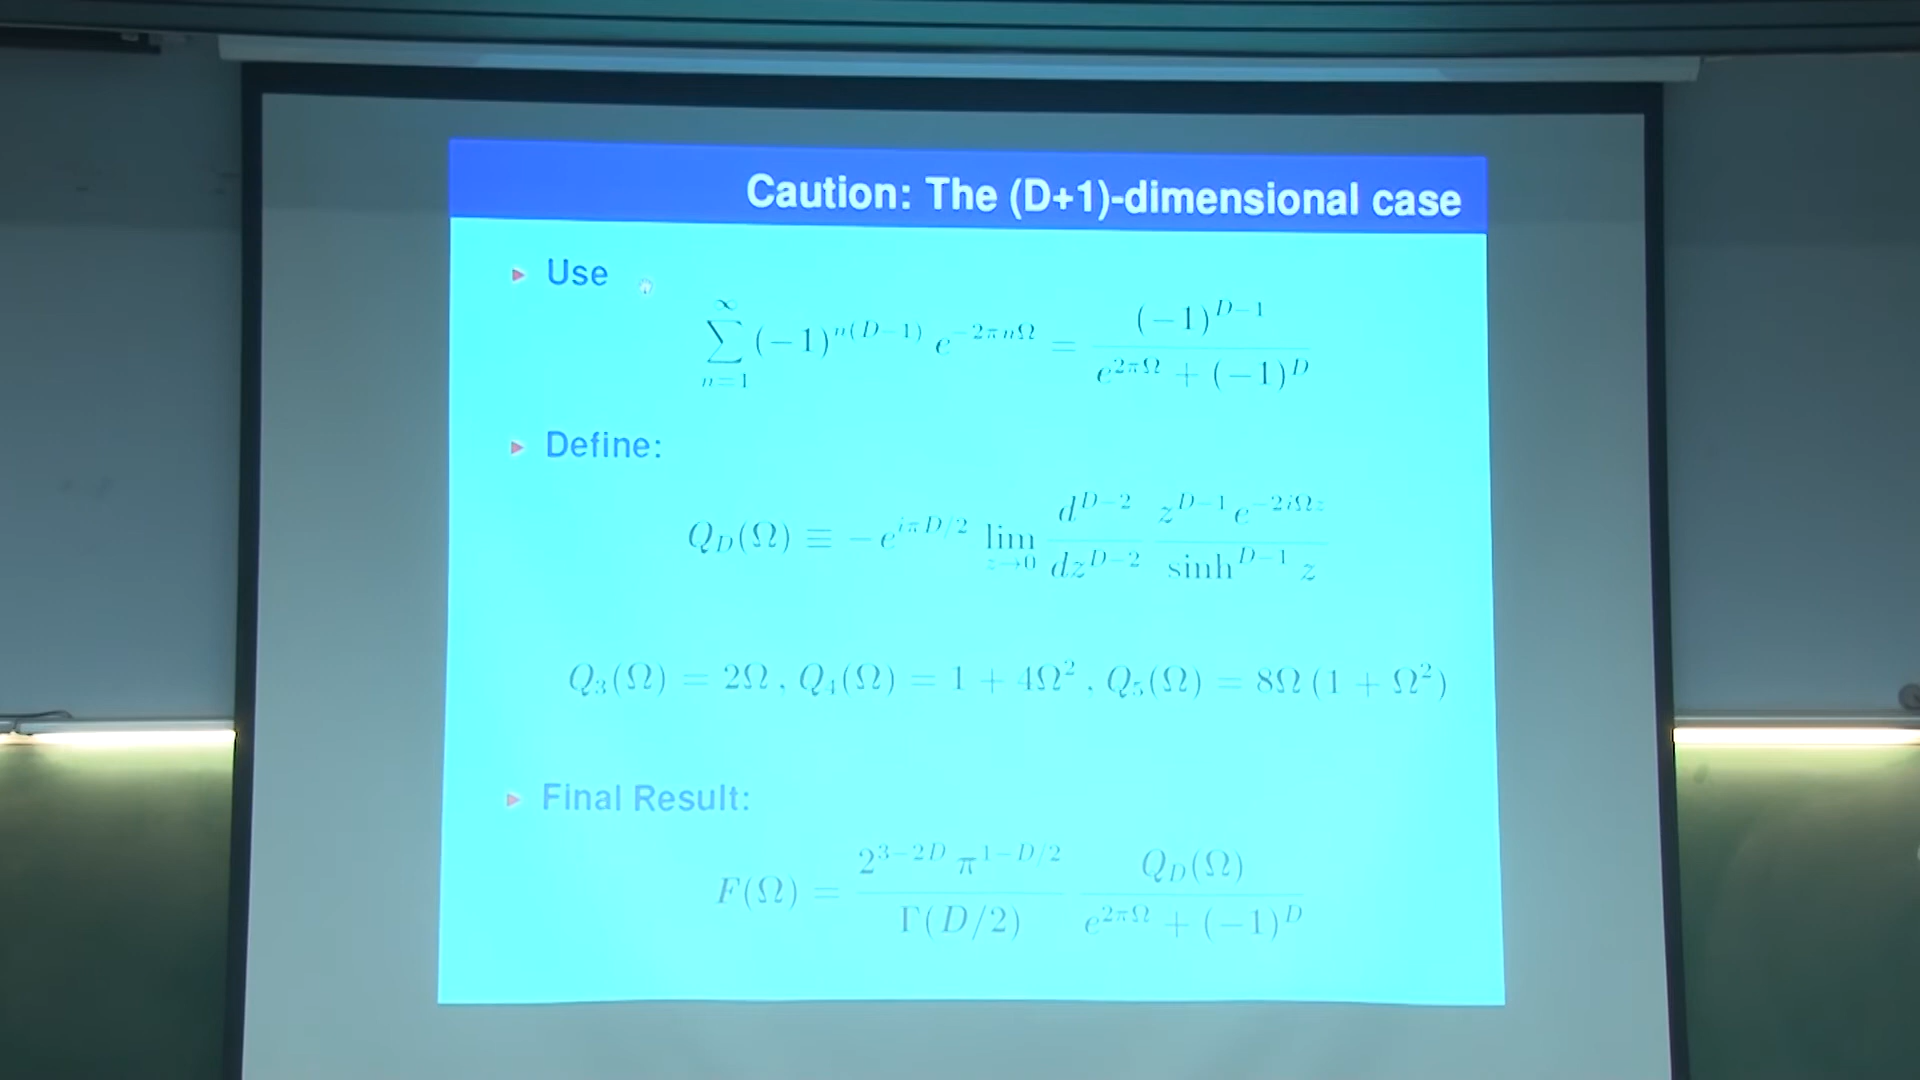 Caution: The (D+1)-dimensional case
▸ Use
$\sum_{n=1}^{\infty} (-1)^{n(D-1)} e^{-2\pi n\Omega} = \frac{(-1)^{D-1}}{e^{2\pi\Omega} + (-1)^D}$
▸ Define:
$Q_D(\Omega) \equiv -e^{i\pi D/2} \lim_{z \to 0} \frac{d^{D-2}}{dz^{D-2}} \frac{z^{D-1} e^{-2i\Omega z}}{\sinh^{D-1} z}$
$Q_3(\Omega) = 2\Omega , Q_4(\Omega) = 1 + 4\Omega^2 , Q_5(\Omega) = 8\Omega (1 + \Omega^2)$
▸ Final Result:
$F(\Omega) = \frac{2^{3-2D} \pi^{1-D/2}}{\Gamma(D/2)} \frac{Q_D(\Omega)}{e^{2\pi\Omega} + (-1)^D}$